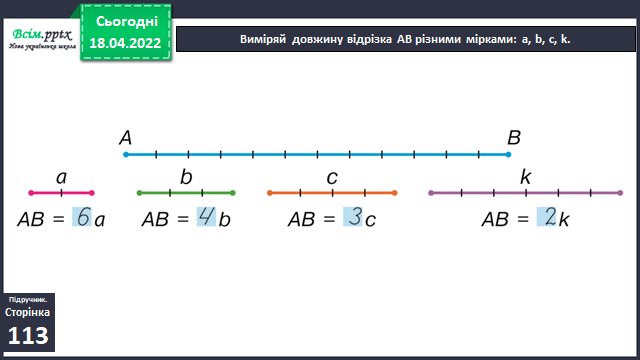 Всім.pptx
Нова українська школа
Сьогодні
18.04.2022
Виміряй довжину відрізка АВ різними мірками: a, b, c, k.
A B
a b c k
AB = 6 a AB = 4 b AB = 3 c AB = 2 k
Підручник.
Сторінка
113